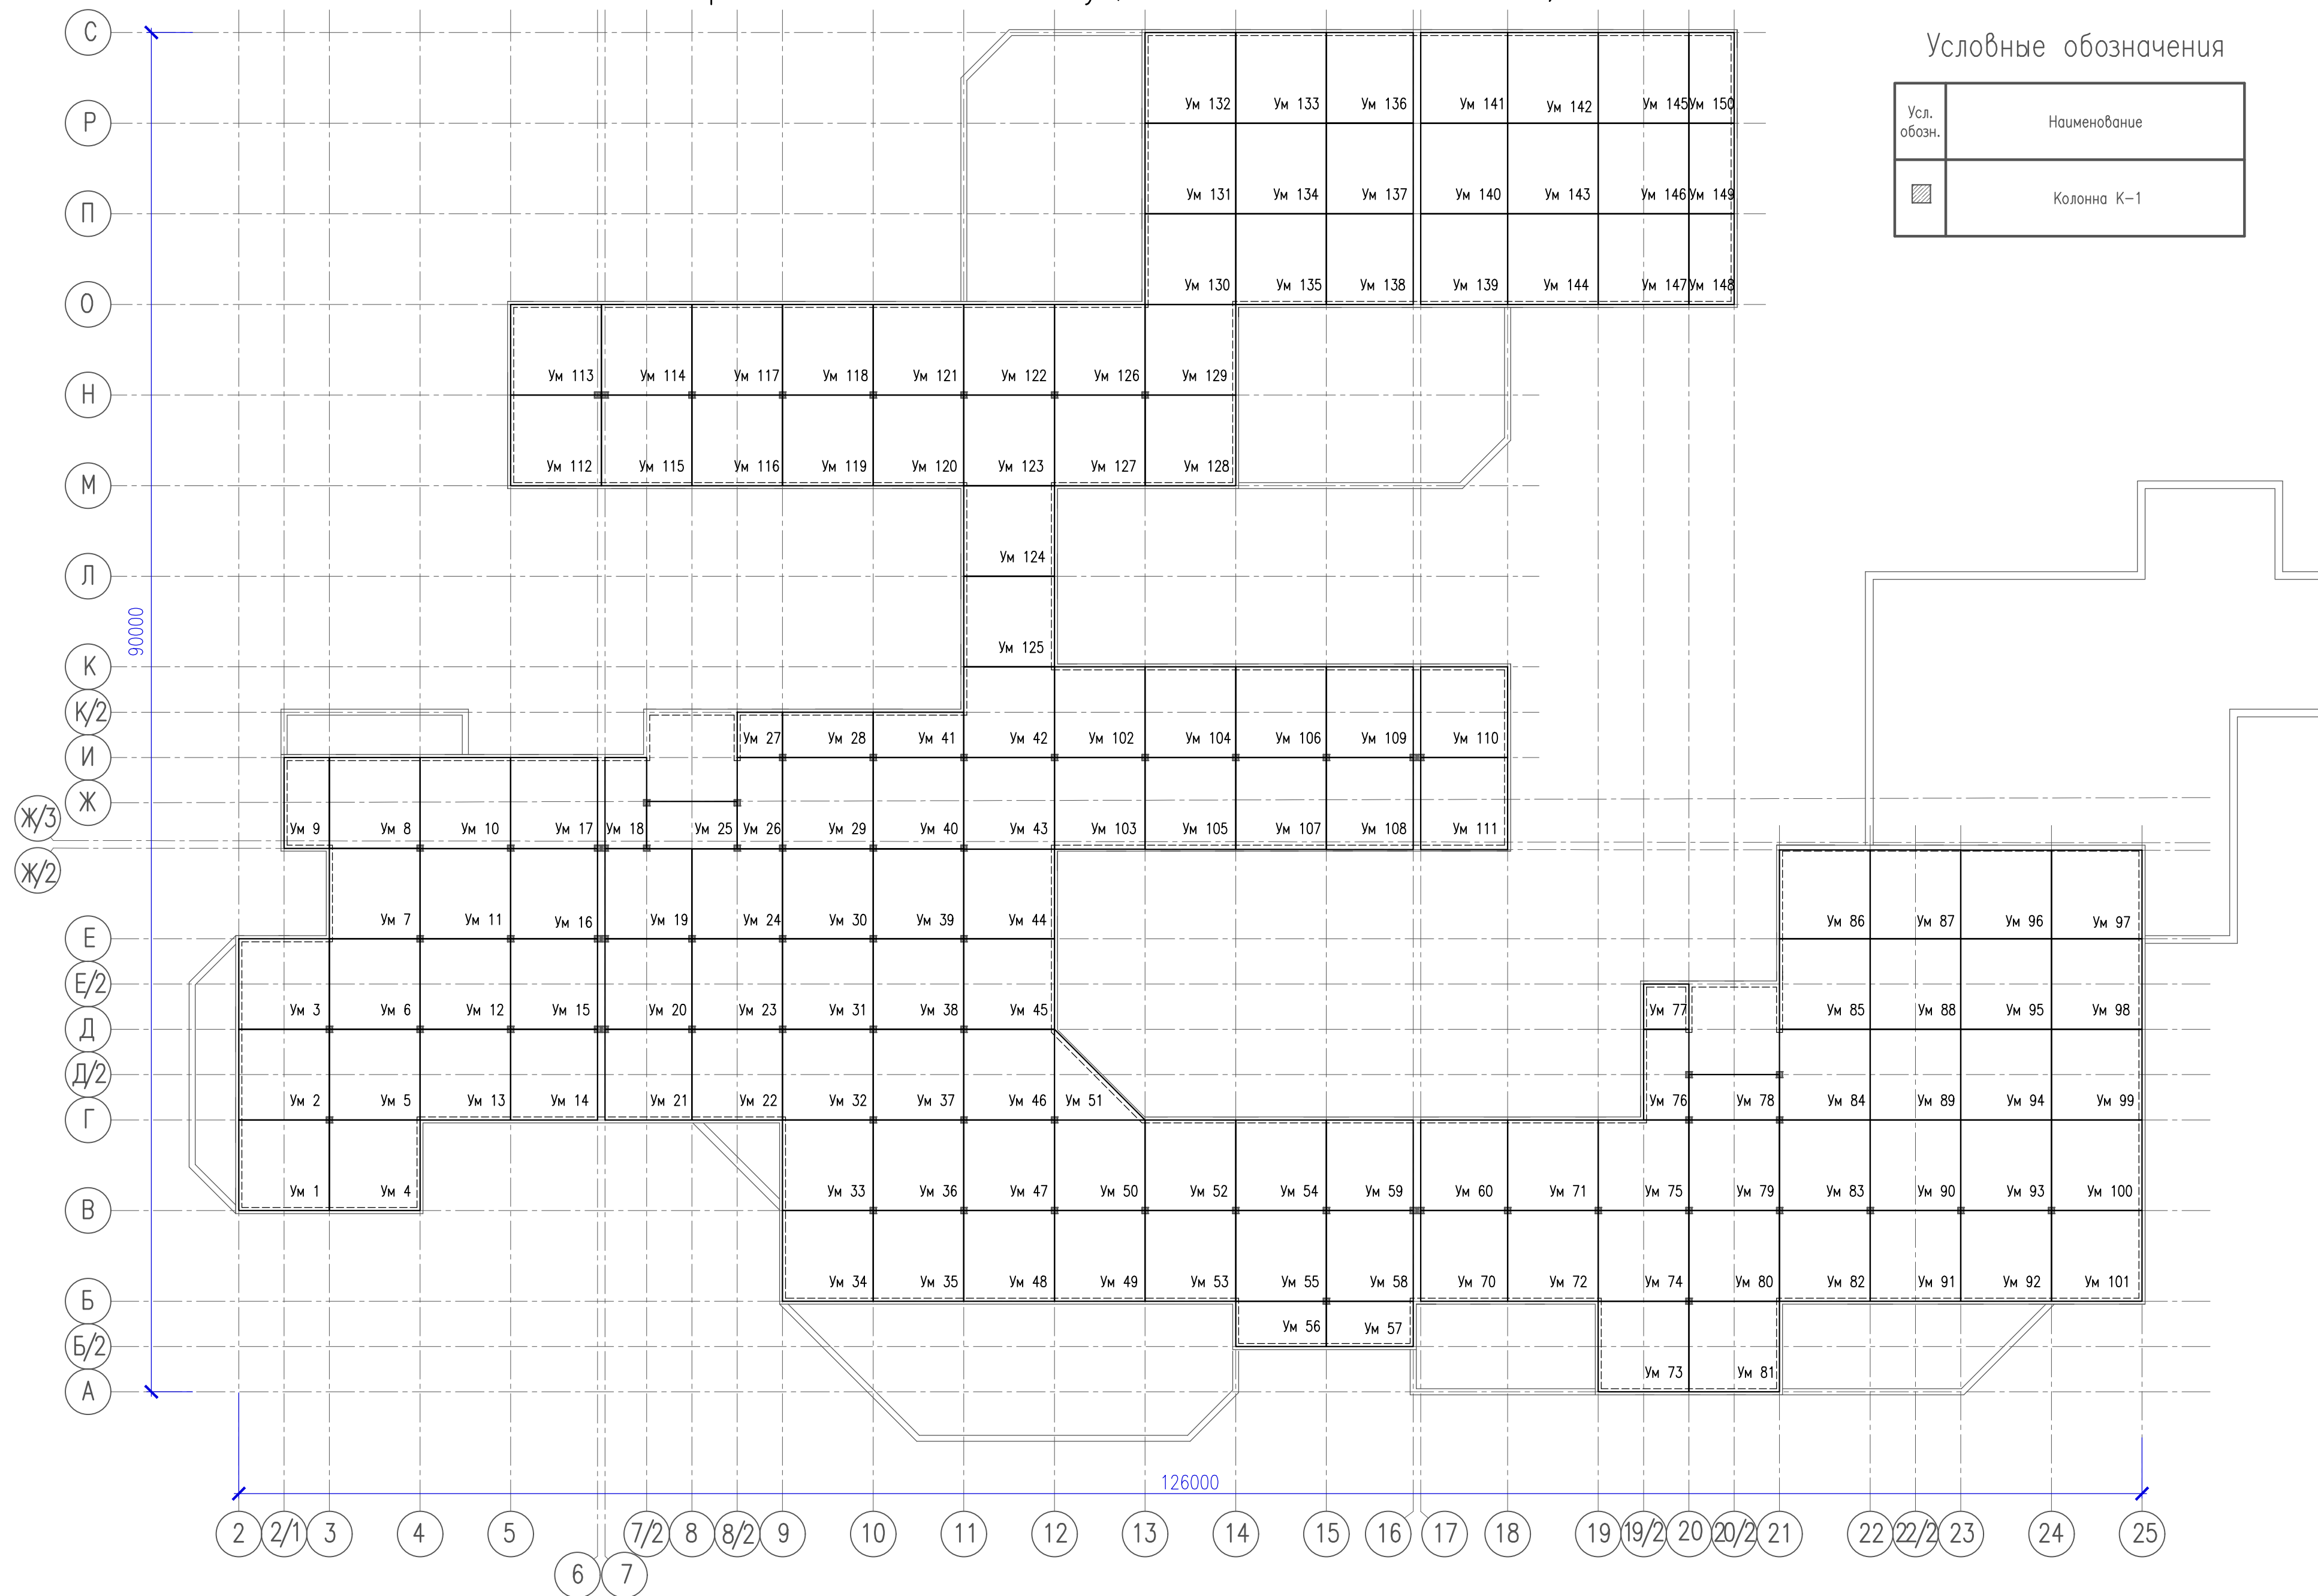 Условные обозначения
Усл. обозн.
Наименование
Колонна К-1
С
Р
П
О
Н
М
Л
К
К/2
И
Ж
Ж/3
Ж/2
Е
Е/2
Д
Д/2
Г
В
Б
Б/2
А
90000
Ум 132 Ум 133 Ум 136 Ум 141 Ум 142 Ум 145 Ум 150
Ум 131 Ум 134 Ум 137 Ум 140 Ум 143 Ум 146 Ум 149
Ум 130 Ум 135 Ум 138 Ум 139 Ум 144 Ум 147 Ум 148
Ум 113 Ум 114 Ум 117 Ум 118 Ум 121 Ум 122 Ум 126 Ум 129
Ум 112 Ум 115 Ум 116 Ум 119 Ум 120 Ум 123 Ум 127 Ум 128
Ум 124
Ум 125
Ум 27 Ум 28 Ум 41 Ум 42 Ум 102 Ум 104 Ум 106 Ум 109 Ум 110
Ум 9 Ум 8 Ум 10 Ум 17 Ум 18 Ум 25 Ум 26 Ум 29 Ум 40 Ум 43 Ум 103 Ум 105 Ум 107 Ум 108 Ум 111
Ум 7 Ум 11 Ум 16 Ум 19 Ум 24 Ум 30 Ум 39 Ум 44 Ум 86 Ум 87 Ум 96 Ум 97
Ум 3 Ум 6 Ум 12 Ум 15 Ум 20 Ум 23 Ум 31 Ум 38 Ум 45 Ум 77 Ум 85 Ум 88 Ум 95 Ум 98
Ум 2 Ум 5 Ум 13 Ум 14 Ум 21 Ум 22 Ум 32 Ум 37 Ум 46 Ум 51 Ум 76 Ум 78 Ум 84 Ум 89 Ум 94 Ум 99
Ум 1 Ум 4 Ум 33 Ум 36 Ум 47 Ум 50 Ум 52 Ум 54 Ум 59 Ум 60 Ум 71 Ум 75 Ум 79 Ум 83 Ум 90 Ум 93 Ум 100
Ум 34 Ум 35 Ум 48 Ум 49 Ум 53 Ум 55 Ум 58 Ум 70 Ум 72 Ум 74 Ум 80 Ум 82 Ум 91 Ум 92 Ум 101
Ум 56 Ум 57
Ум 73 Ум 81
126000
2 2/1 3 4 5 7/2 8 8/2 9 10 11 12 13 14 15 16 17 18 19 19/2 20 20/2 21 22 22/2 23 24 25
6 7